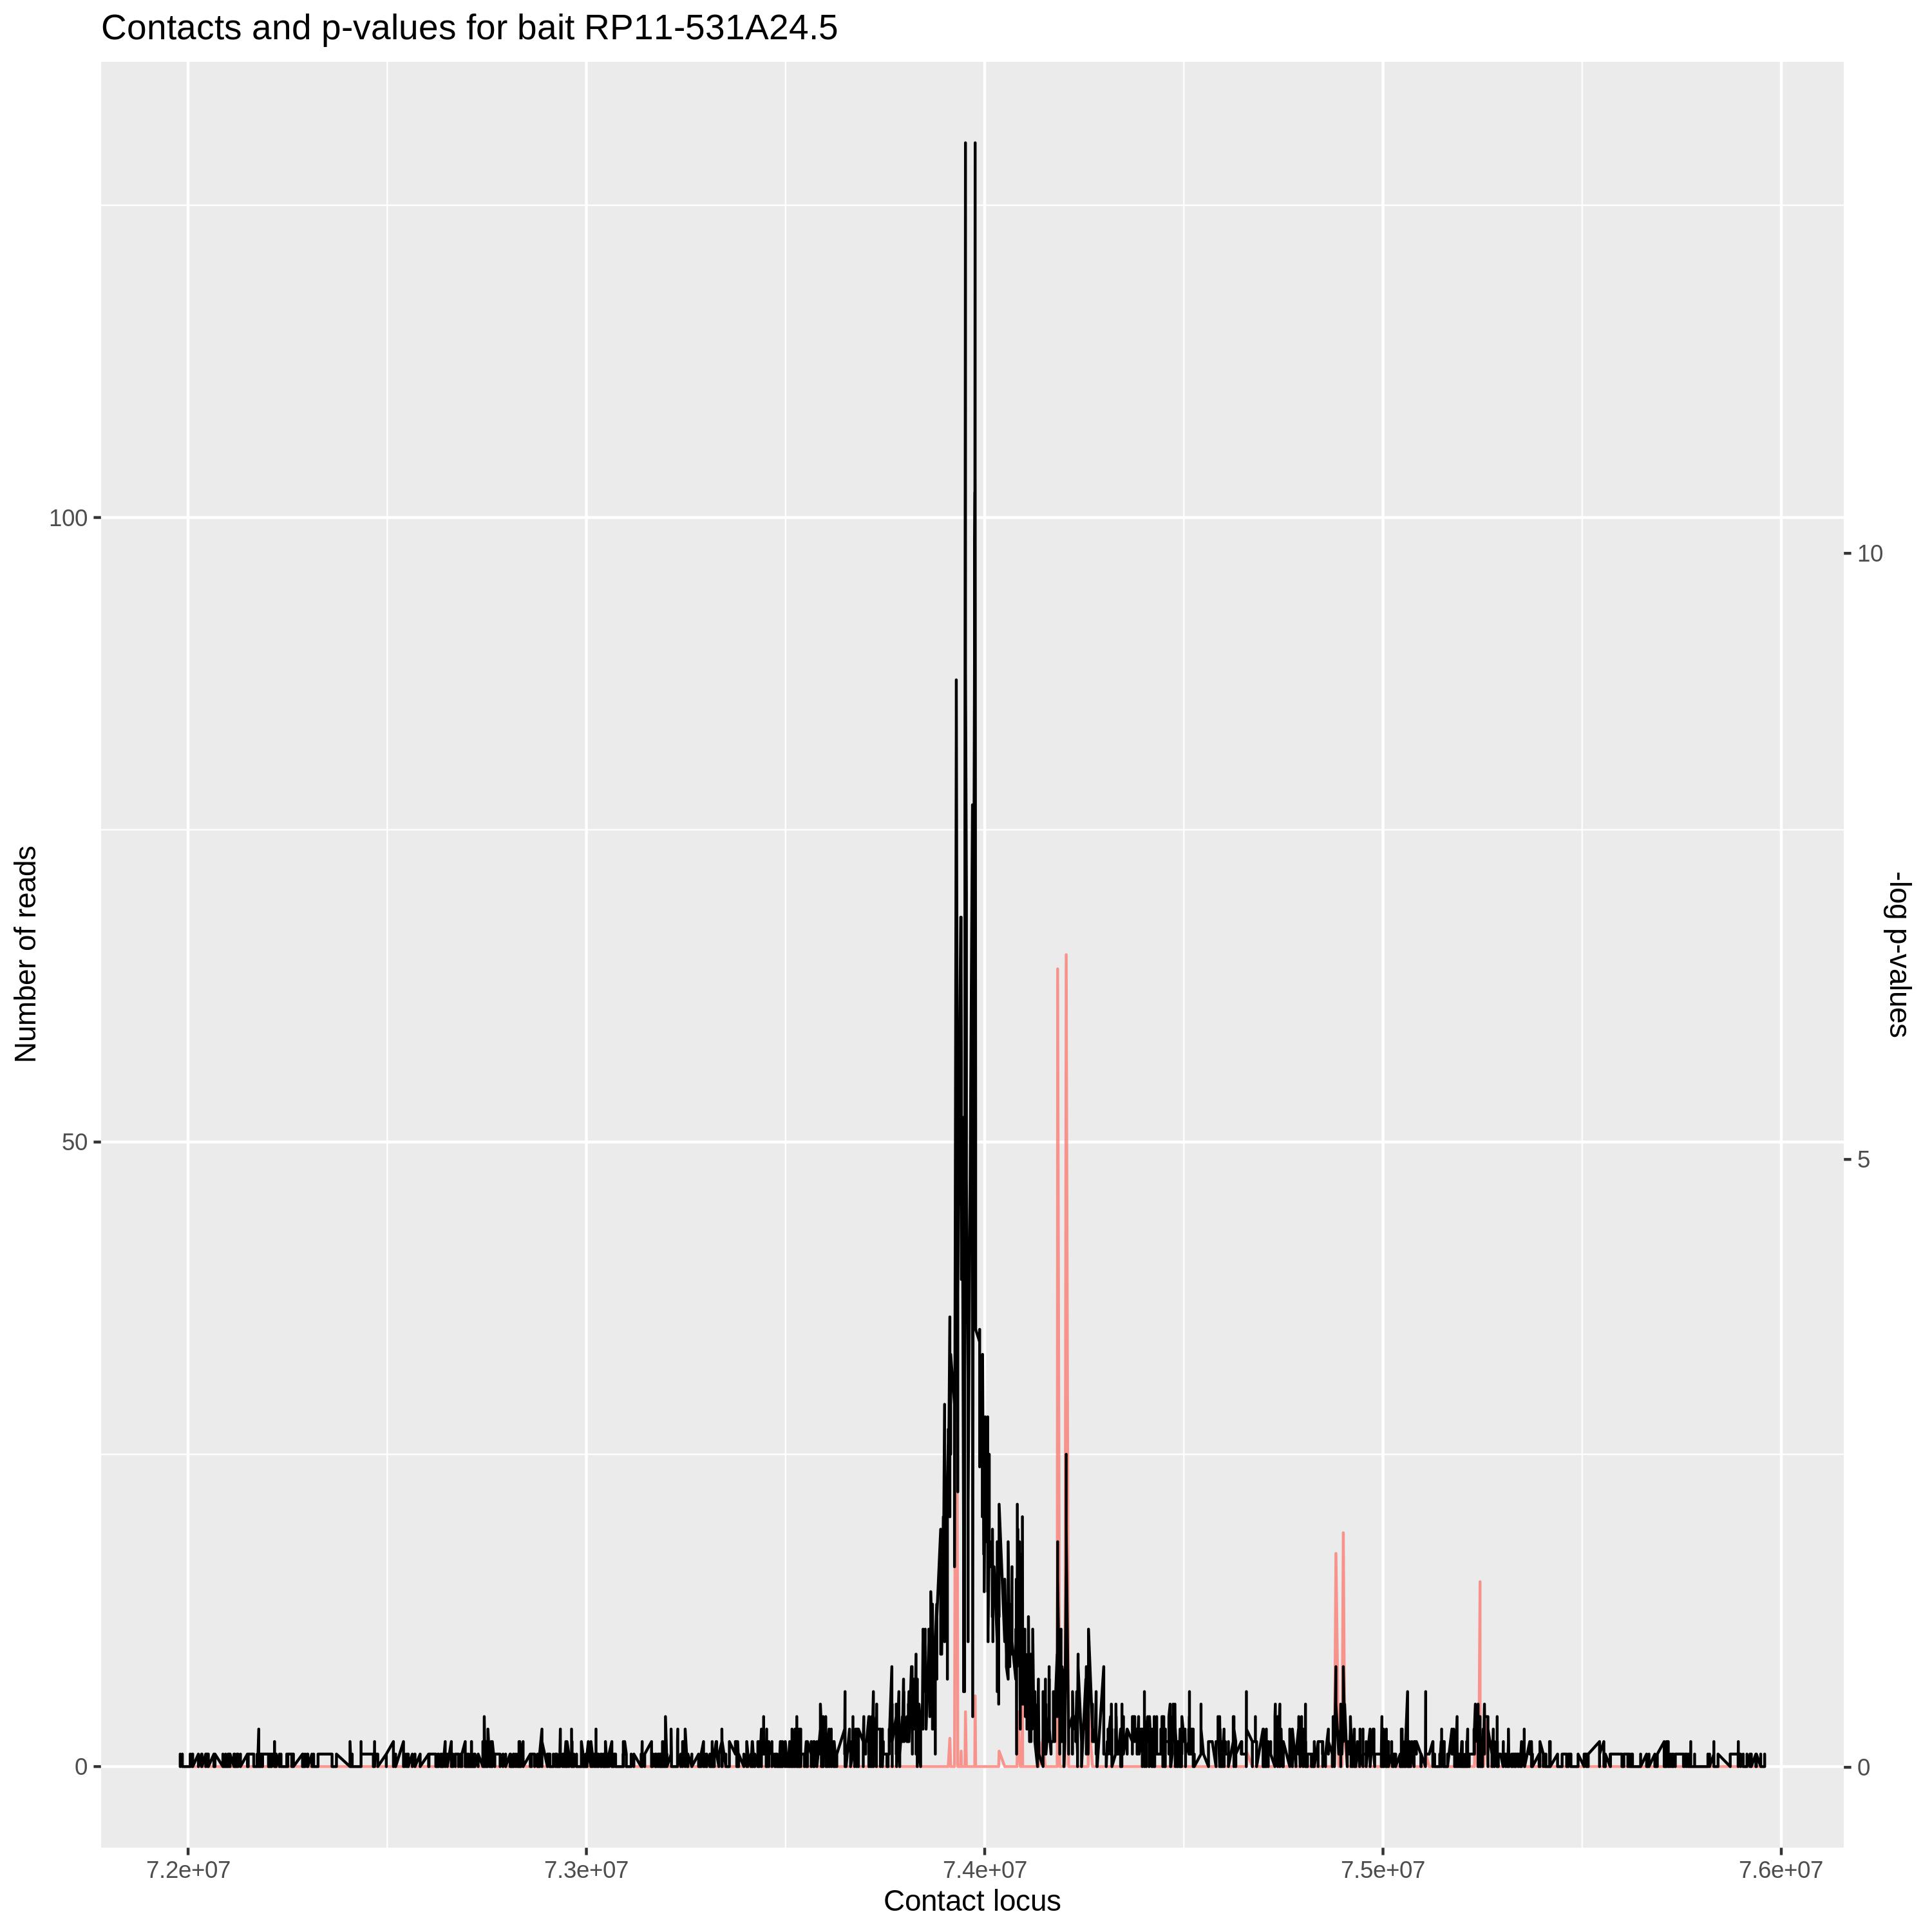 Contacts and p-values for bait RP11-531A24.5
Number of reads
100
50
0
10
5
0
-log p-values
7.2e+07
7.3e+07
7.4e+07
7.5e+07
7.6e+07
Contact locus